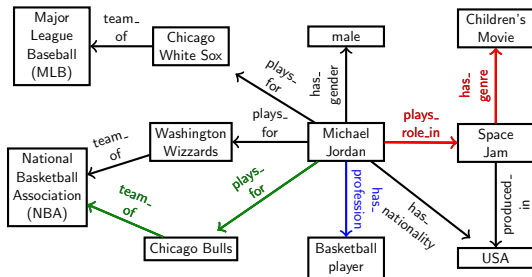 Major
League
Baseball
(MLB)
team_
of
Chicago
White Sox
plays_
for
male
has_
gender
Children's
Movie
has_
genre
National
Basketball
Association
(NBA)
team_
of
Washington
Wizzards
plays_
for
Michael
Jordan
plays_
role_in
Space
Jam
team_
of
Chicago Bulls
plays_
for
has_
profession
Basketball
player
has_
nationality
produced_
in
USA